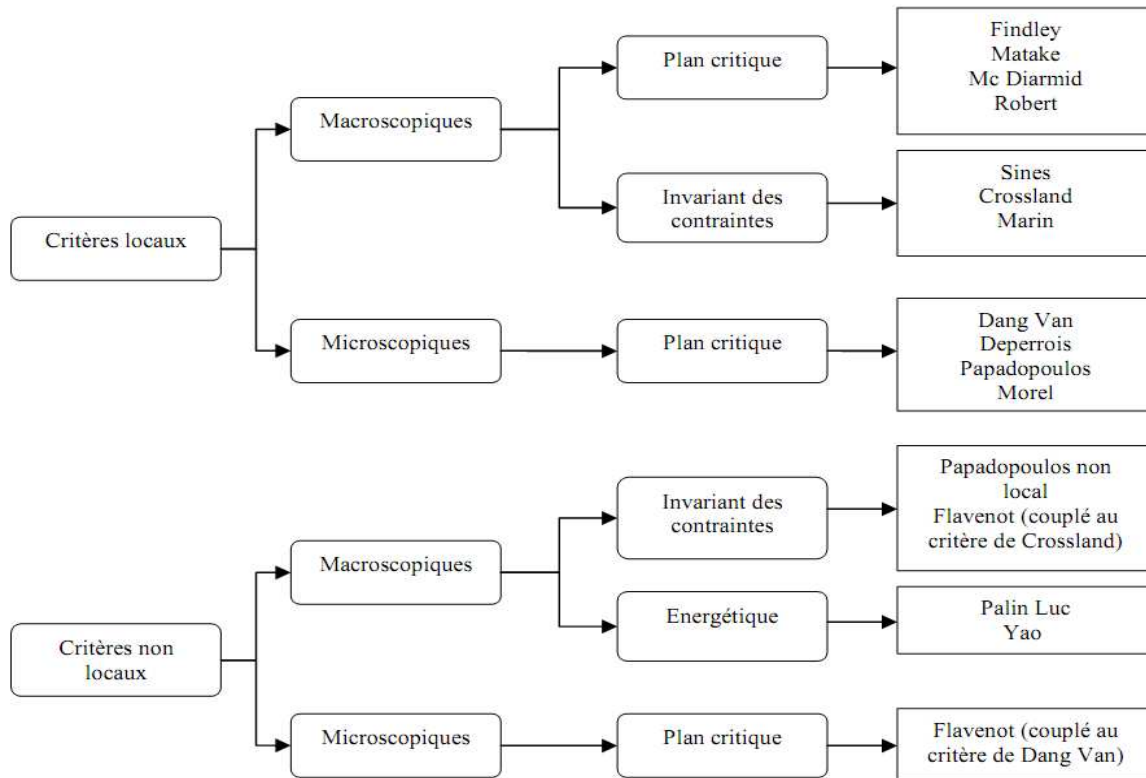 Critères locaux
Macroscopiques
Plan critique
Findley
Matake
Mc Diarmid
Robert
Invariant des
contraintes
Sines
Crossland
Marin
Microscopiques
Plan critique
Dang Van
Deperrois
Papadopoulos
Morel
Critères non
locaux
Macroscopiques
Invariant des
contraintes
Papadopoulos non
local
Flavenot (couplé au
critère de Crossland)
Energétique
Palin Luc
Yao
Microscopiques
Plan critique
Flavenot (couplé au
critère de Dang Van)